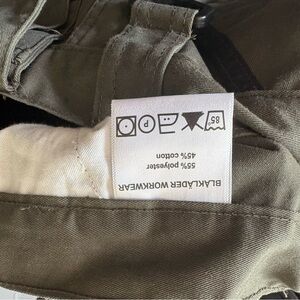 BLÅKLÄDER WORKWEAR
55% polyester
45% cotton
85 P